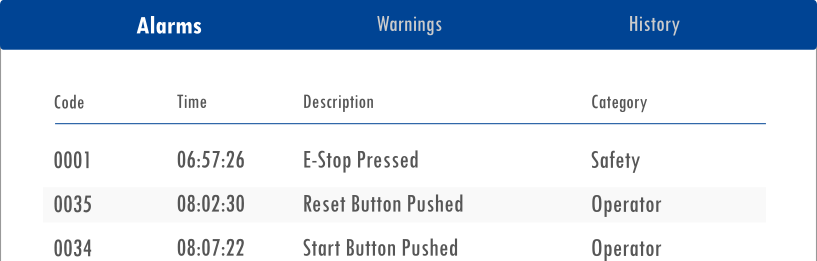 Alarms Warnings History
Code Time Description Category
0001 06:57:26 E-Stop Pressed Safety
0035 08:02:30 Reset Button Pushed Operator
0034 08:07:22 Start Button Pushed Operator